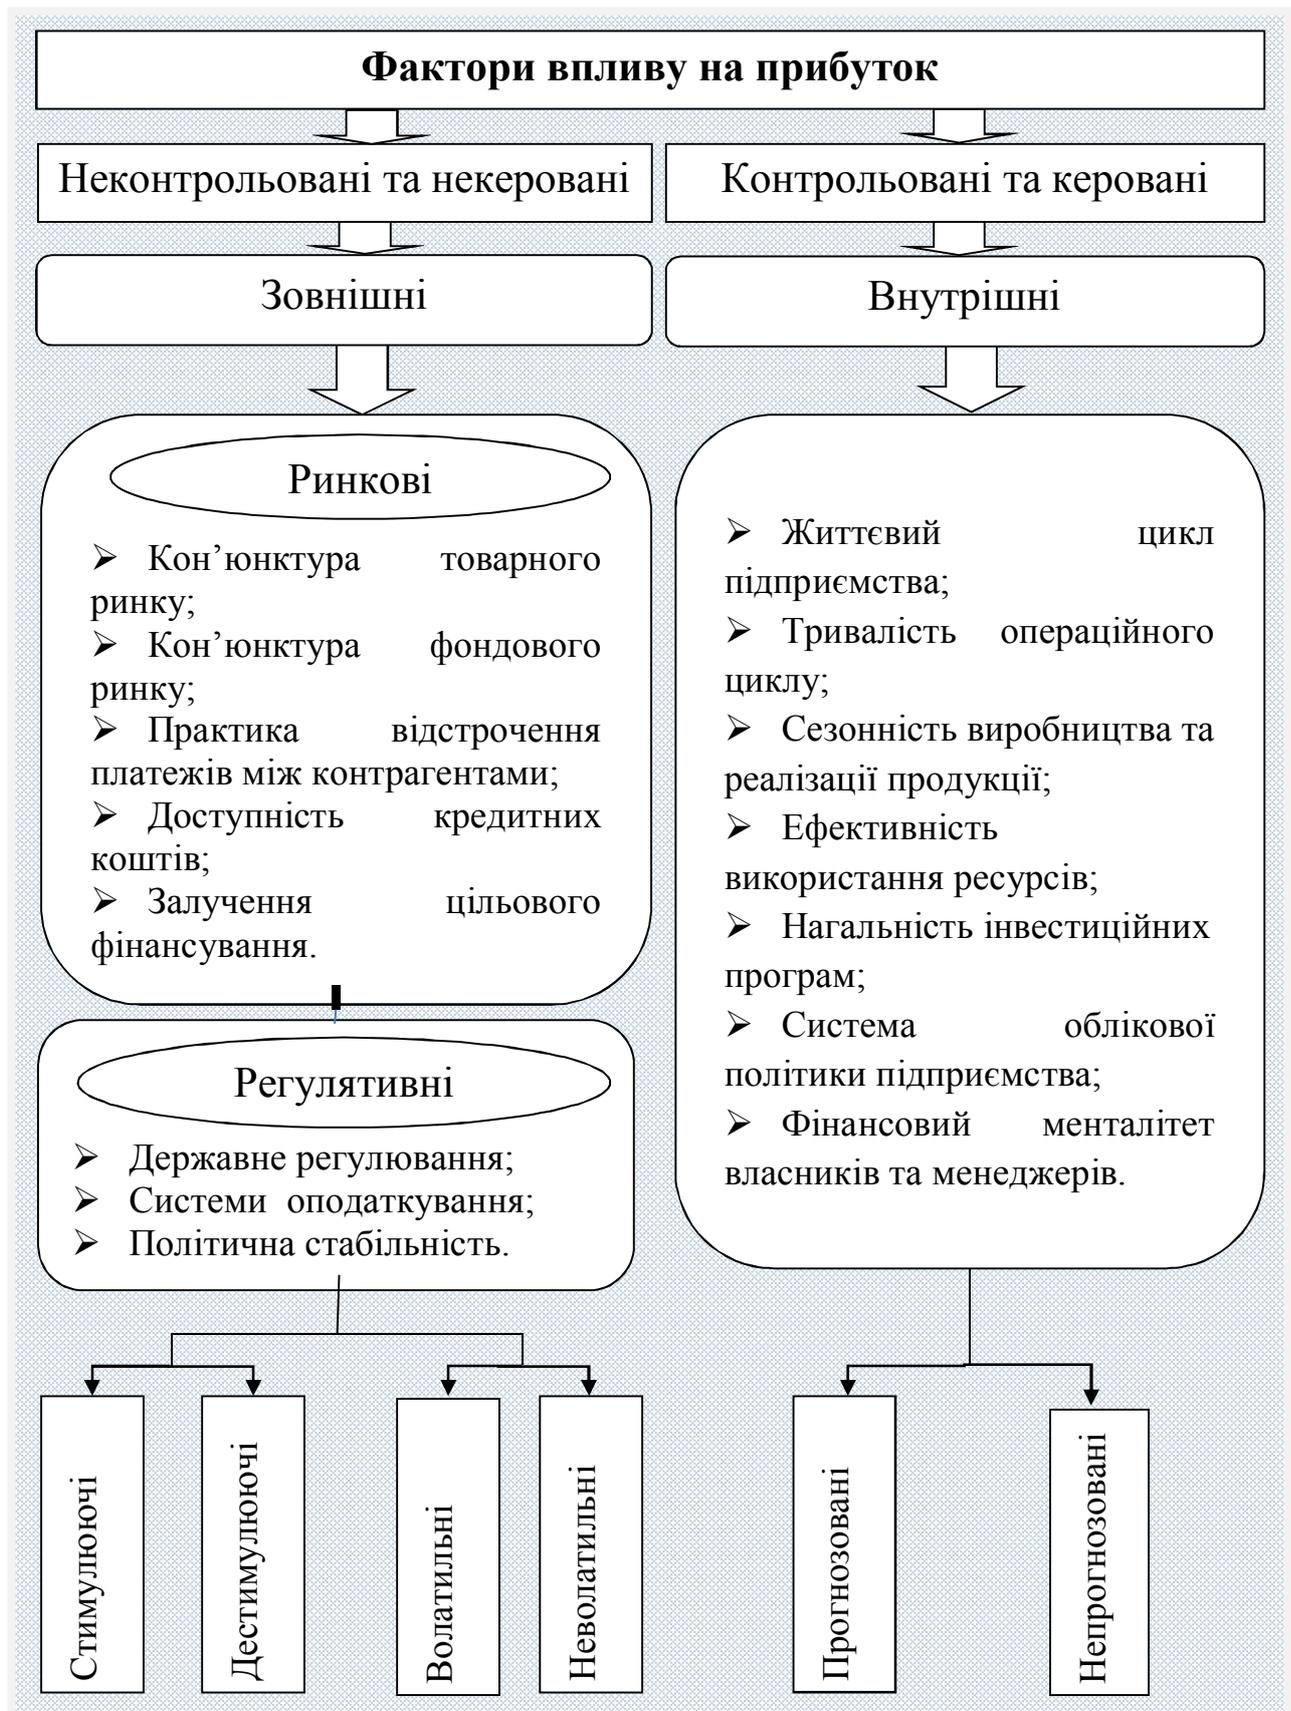 Фактори впливу на прибуток
Неконтрольовані та некеровані
Контрольовані та керовані
Зовнішні
Внутрішні
Ринкові
➢ Кон’юнктура товарного
ринку;
➢ Кон’юнктура фондового
ринку;
➢ Практика відстрочення
платежів між контрагентами;
➢ Доступність кредитних
коштів;
➢ Залучення цільового
фінансування.
Регулятивні
➢ Державне регулювання;
➢ Системи оподаткування;
➢ Політична стабільність.
➢ Життєвий цикл
підприємства;
➢ Тривалість операційного
циклу;
➢ Сезонність виробництва та
реалізації продукції;
➢ Ефективність
використання ресурсів;
➢ Нагальність інвестиційних
програм;
➢ Система облікової
політики підприємства;
➢ Фінансовий менталітет
власників та менеджерів.
Стимулюючі
Дестимулюючі
Волатильні
Неволатильні
Прогнозовані
Непрогнозовані